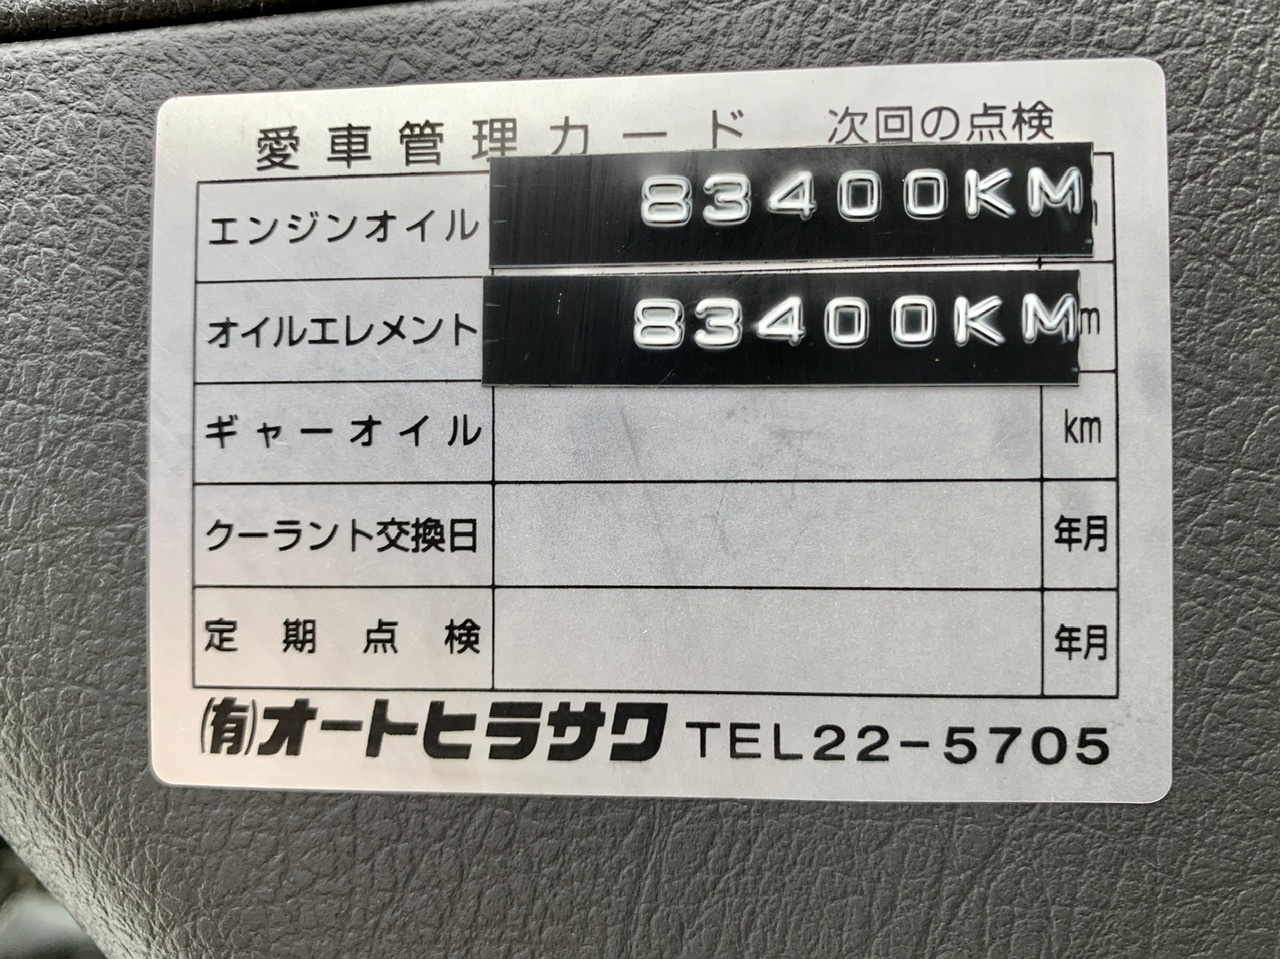 愛車管理カード 次回の点検
エンジンオイル 83400KM
オイルエレメント 83400KM m
ギャーオイル km
クーラント交換日 年月
定期点検 年月
(有)オートヒラサワ TEL22-5705